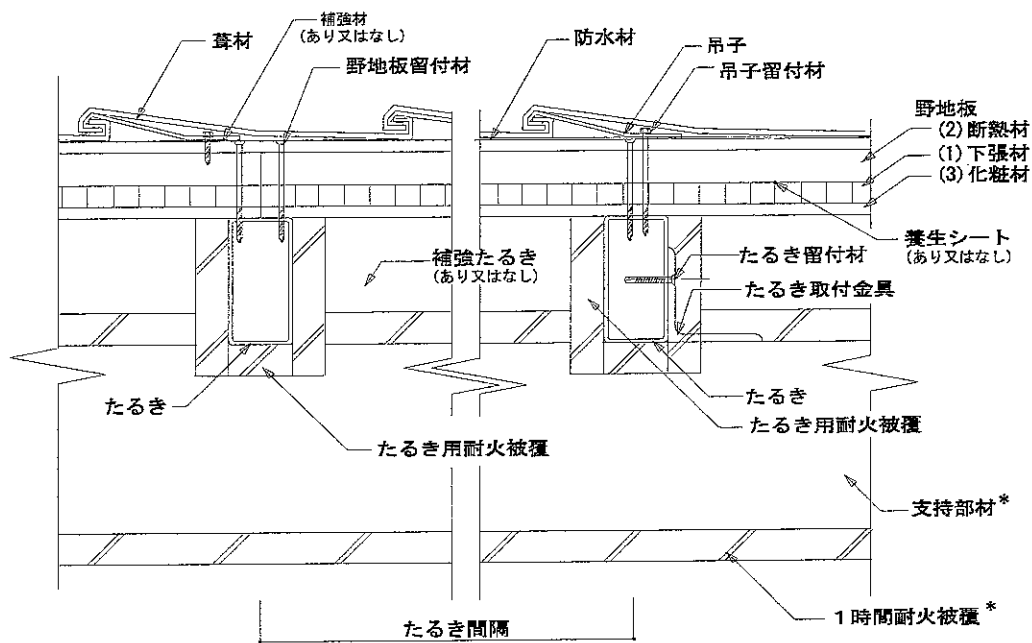 補強材
(あり又はなし)
葺材
野地板留付材
防水材
吊子
吊子留付材
野地板
(2) 断熱材
(1) 下張材
(3) 化粧材
養生シート
(あり又はなし)
補強たるき
(あり又はなし)
たるき留付材
たるき取付金具
たるき
たるき用耐火被覆
たるき
たるき用耐火被覆
支持部材*
1時間耐火被覆*
たるき間隔